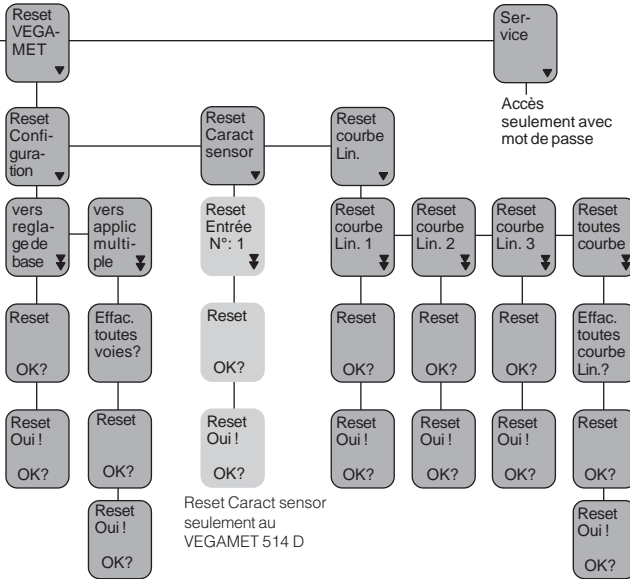 Reset
VEGA-
MET
Ser-
vice
Accès
seulement avec
mot de passe
Reset
Confi-
gura-
tion
Reset
Caract
sensor
Reset
courbe
Lin.
vers
regla-
ge de
base
vers
applic
multi-
ple
Reset
Entrée
N°: 1
Reset
courbe
Lin. 1
Reset
courbe
Lin. 2
Reset
courbe
Lin. 3
Reset
toutes
courbe
Reset
OK?
Effac.
toutes
voies?
Reset
OK?
Reset
OK?
Reset
OK?
Reset
OK?
Effac.
toutes
courbe
Lin.?
Reset
Oui !
OK?
Reset
OK?
Reset
Oui !
OK?
Reset
Oui !
OK?
Reset
Oui !
OK?
Reset
Oui !
OK?
Reset
OK?
Reset
Oui !
OK?
Reset Caract sensor
seulement au
VEGAMET 514 D
Reset
Oui !
OK?